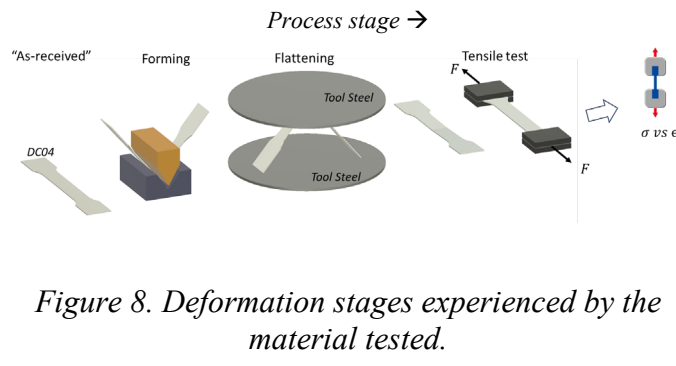 Process stage →
“As-received”
Forming
Flattening
Tensile test
F
Tool Steel
DC04
Tool Steel
F
σ vs e
Figure 8. Deformation stages experienced by the
material tested.